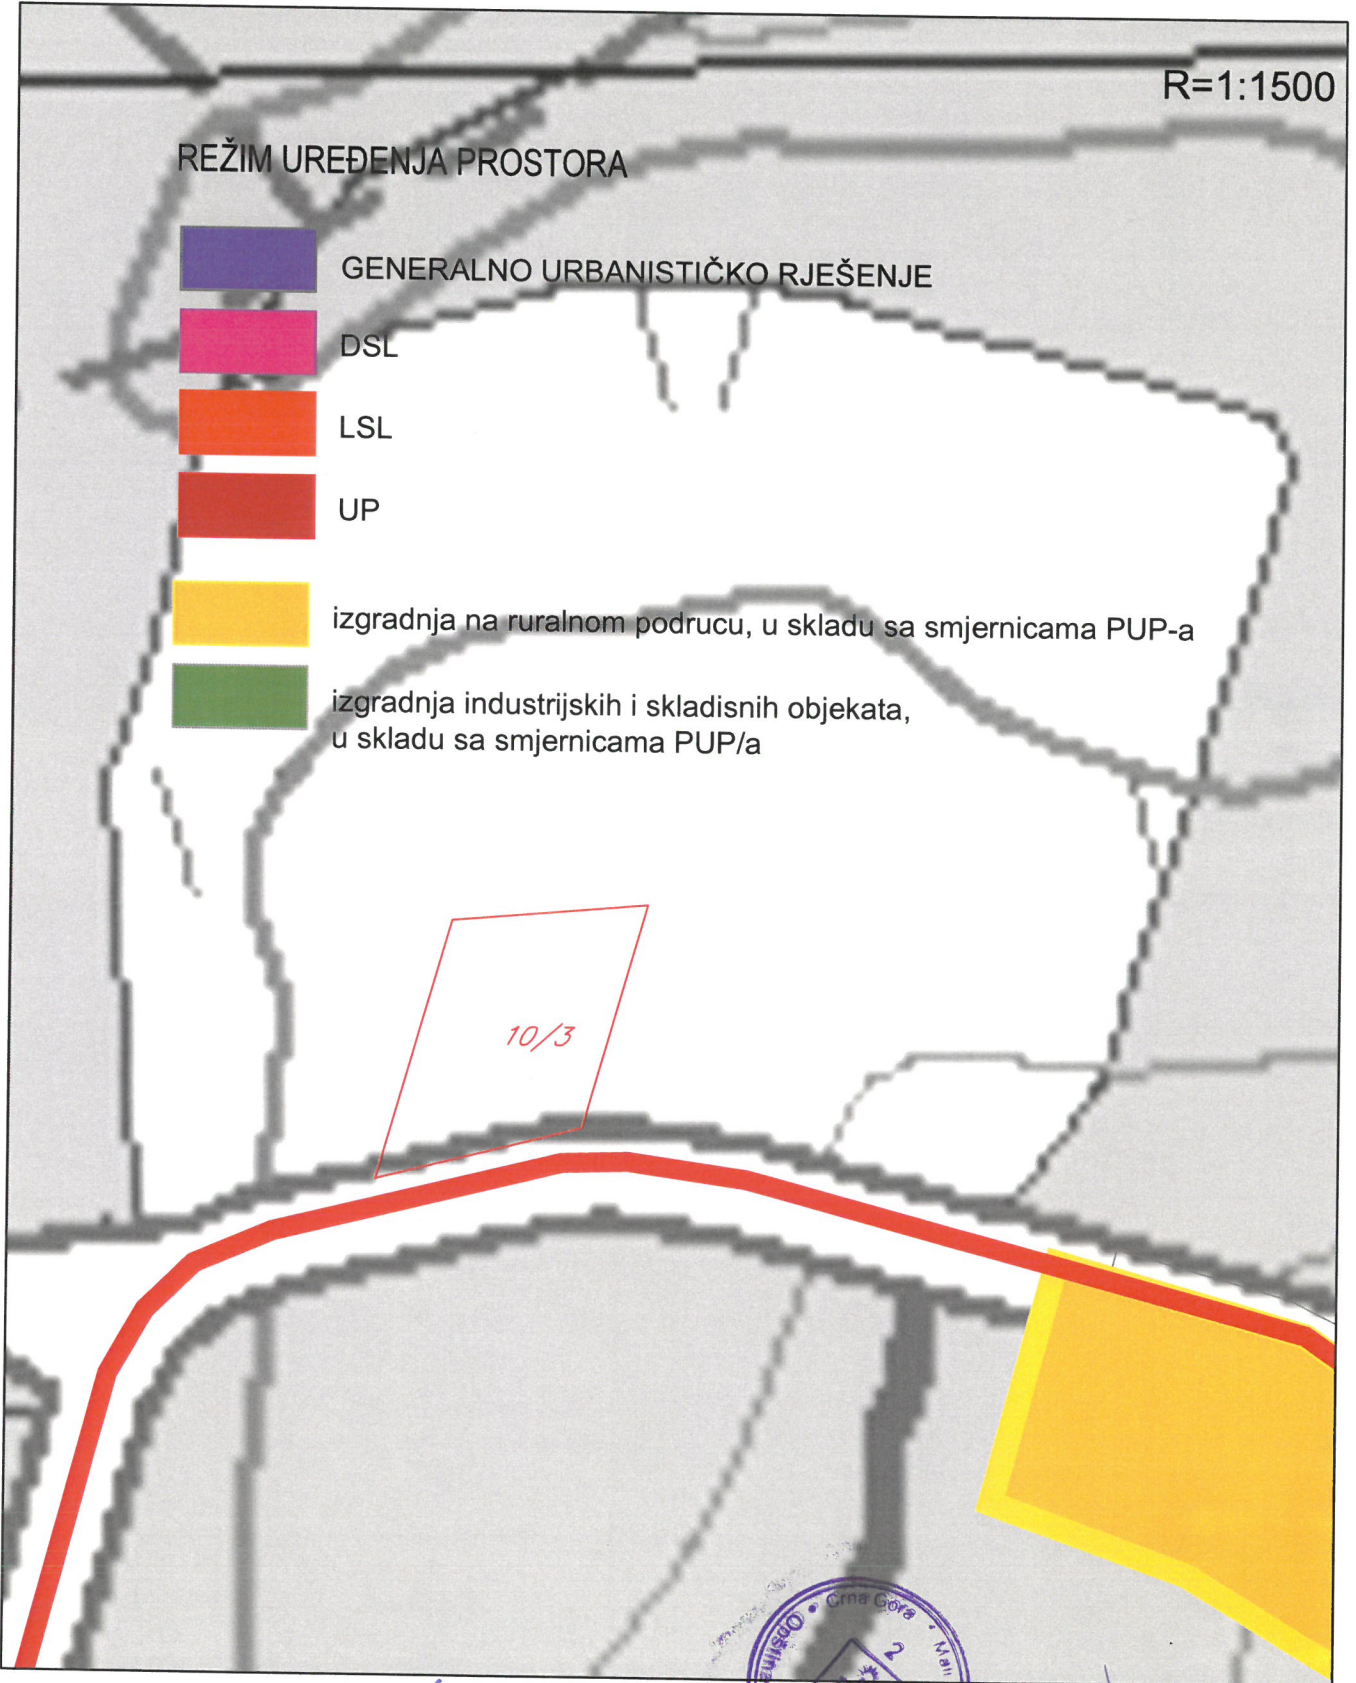 R=1:1500
REŽIM UREĐENJA PROSTORA
GENERALNO URBANISTIČKO RJEŠENJE
DSL
LSL
UP
izgradnja na ruralnom podrucu, u skladu sa smjernicama PUP-a
izgradnja industrijskih i skladisnih objekata,
u skladu sa smjernicama PUP/a
10/3
Crna Gora
2